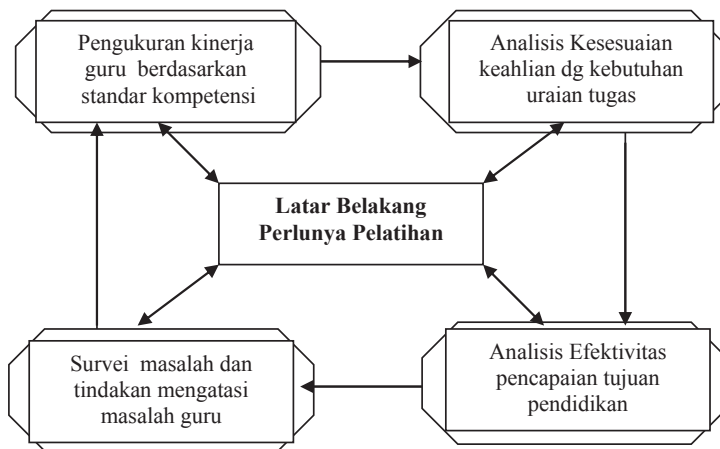 Pengukuran kinerja
guru berdasarkan
standar kompetensi
Analisis Kesesuaian
keahlian dg kebutuhan
uraian tugas
Latar Belakang
Perlunya Pelatihan
Survei masalah dan
tindakan mengatasi
masalah guru
Analisis Efektivitas
pencapaian tujuan
pendidikan